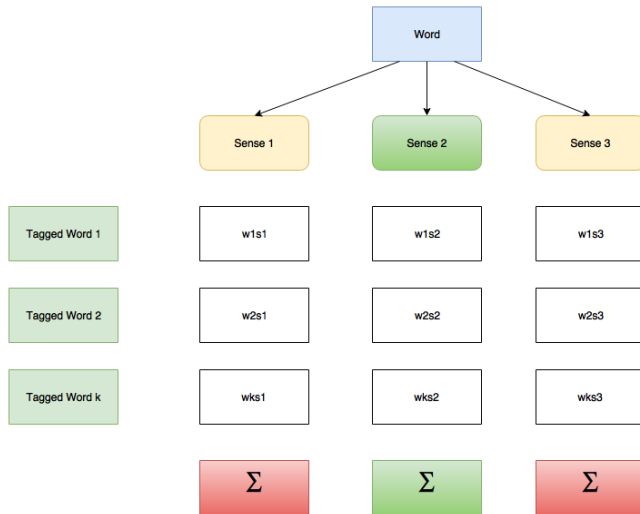 Word
Sense 1 Sense 2 Sense 3
Tagged Word 1 w1s1 w1s2 w1s3
Tagged Word 2 w2s1 w2s2 w2s3
Tagged Word k wks1 wks2 wks3
Σ Σ Σ